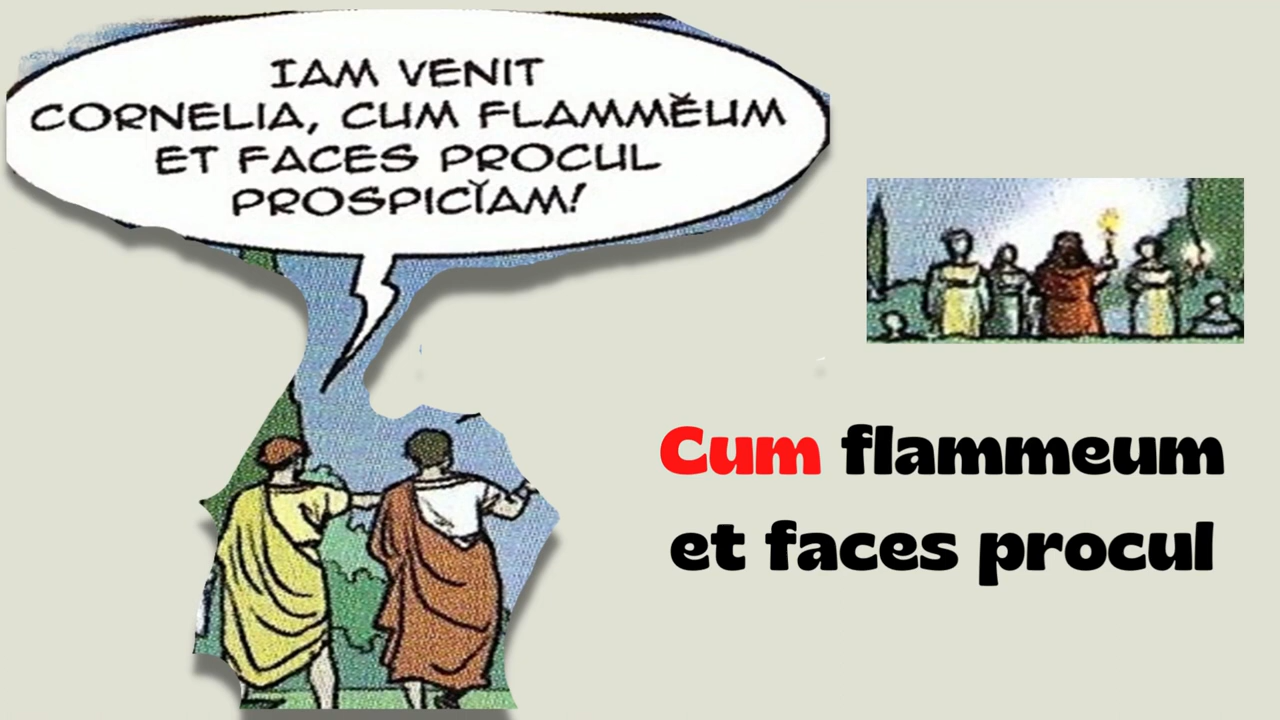 IAM VENIT
CORNELIA, CUM FLAMMĔUM
ET FACES PROCUL
PROSPICĬAM!
Cum flammeum
et faces procul